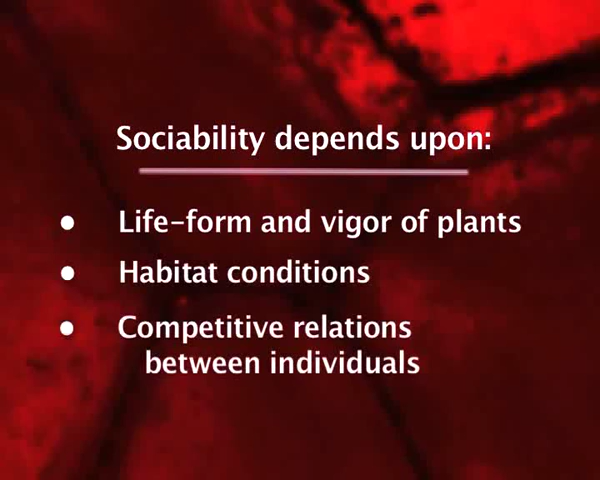 Sociability depends upon:
● Life-form and vigor of plants
● Habitat conditions
● Competitive relations
between individuals